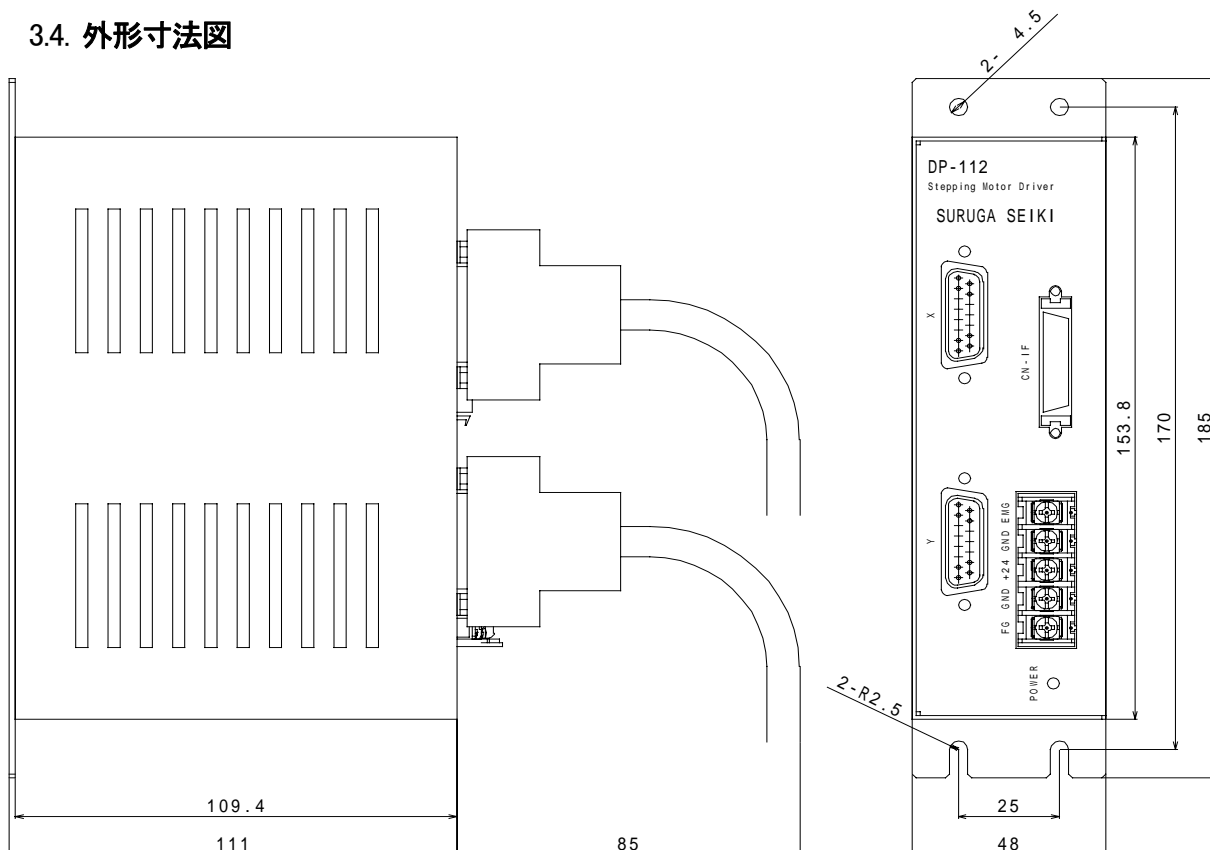 3.4. 外形寸法図
2- 4.5
DP-112
Stepping Motor Driver
SURUGA SEIKI
X
CN-IF
153.8
170
185
Y
FG GND +24 GND EMG
POWER
2-R2.5
109.4
25
111
85
48